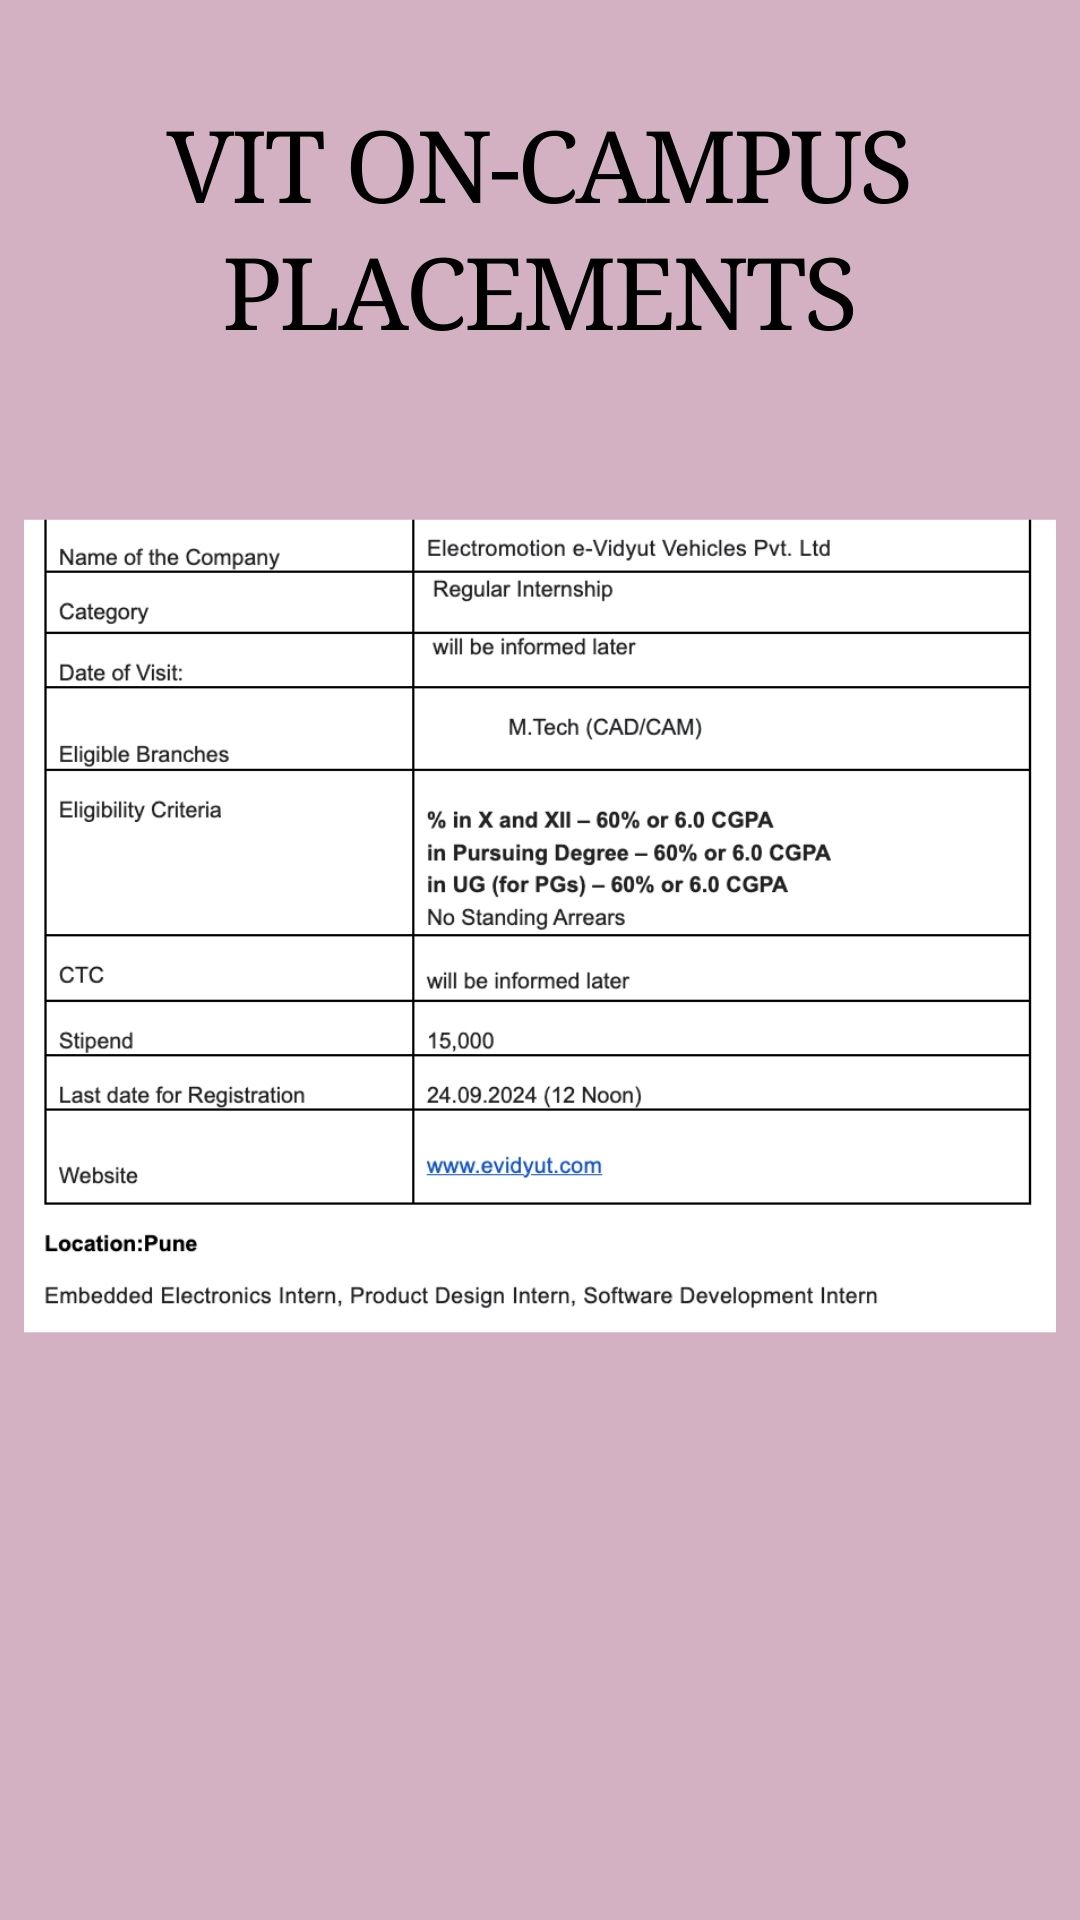 VIT ON-CAMPUS
PLACEMENTS
Name of the Company
Electromotion e-Vidyut Vehicles Pvt. Ltd
Category
Regular Internship
Date of Visit:
will be informed later
Eligible Branches
M.Tech (CAD/CAM)
Eligibility Criteria
% in X and XII – 60% or 6.0 CGPA
in Pursuing Degree – 60% or 6.0 CGPA
in UG (for PGs) – 60% or 6.0 CGPA
No Standing Arrears
CTC
will be informed later
Stipend
15,000
Last date for Registration
24.09.2024 (12 Noon)
Website
www.evidyut.com
Location:Pune
Embedded Electronics Intern, Product Design Intern, Software Development Intern